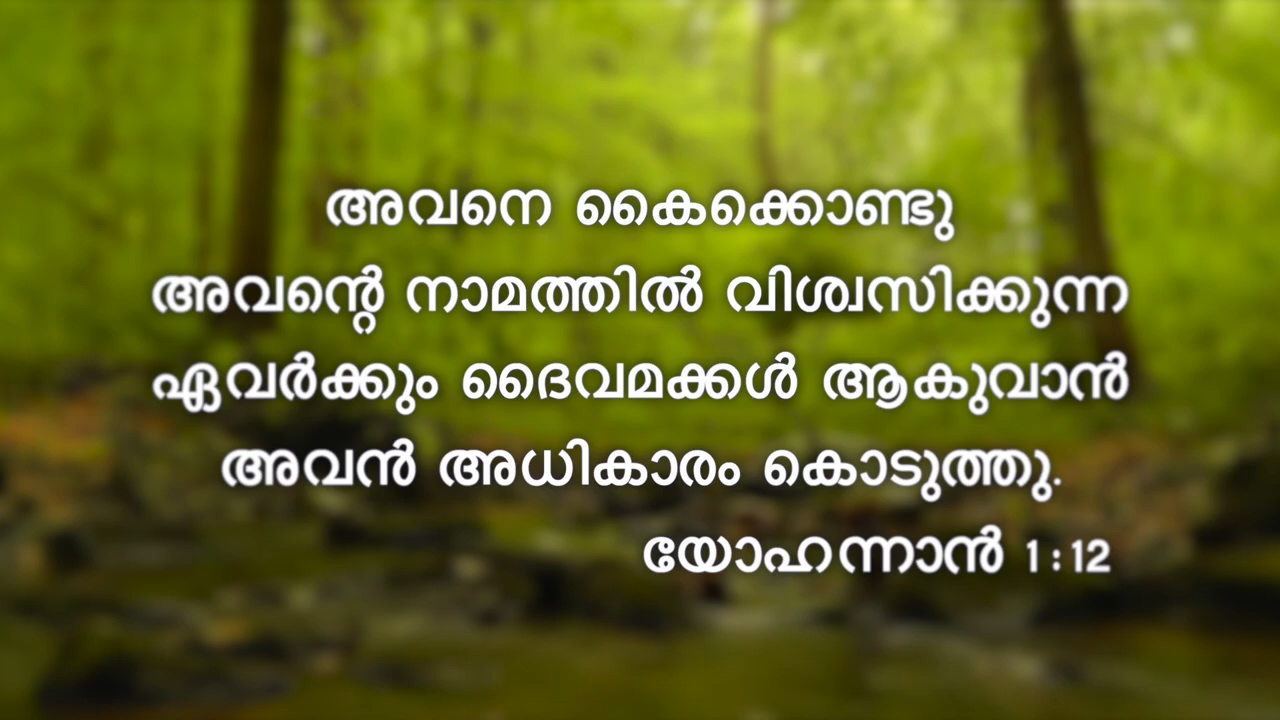 അവനെ കൈക്കൊണ്ടു
അവന്റെ നാമത്തിൽ വിശ്വസിക്കുന്ന
ഏവർക്കും ദൈവമക്കൾ ആകുവാൻ
അവൻ അധികാരം കൊടുത്തു.
യോഹന്നാൻ 1:12